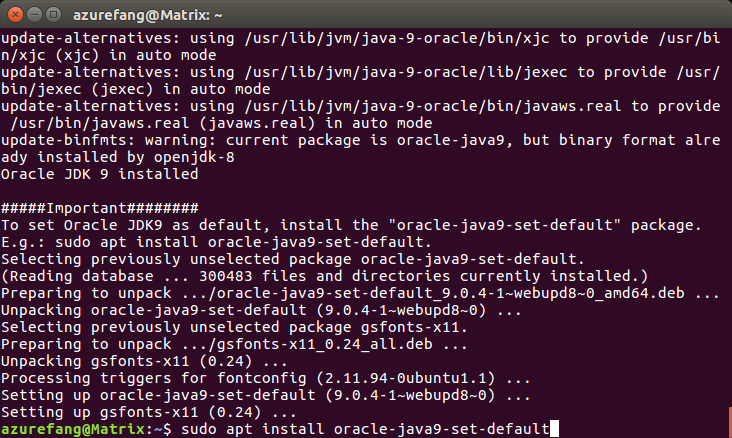 azurefang@Matrix: ~
update-alternatives: using /usr/lib/jvm/java-9-oracle/bin/xjc to provide /usr/bi
n/xjc (xjc) in auto mode
update-alternatives: using /usr/lib/jvm/java-9-oracle/lib/jexec to provide /usr/
bin/jexec (jexec) in auto mode
update-alternatives: using /usr/lib/jvm/java-9-oracle/bin/javaws.real to provide
 /usr/bin/javaws.real (javaws.real) in auto mode
update-binfmts: warning: current package is oracle-java9, but binary format alre
ady installed by openjdk-8
Oracle JDK 9 installed
#####Important########
To set Oracle JDK9 as default, install the "oracle-java9-set-default" package.
E.g.: sudo apt install oracle-java9-set-default.
Selecting previously unselected package oracle-java9-set-default.
(Reading database ... 300483 files and directories currently installed.)
Preparing to unpack .../oracle-java9-set-default_9.0.4-1~webupd8~0_amd64.deb ...
Unpacking oracle-java9-set-default (9.0.4-1~webupd8~0) ...
Selecting previously unselected package gsfonts-x11.
Preparing to unpack .../gsfonts-x11_0.24_all.deb ...
Unpacking gsfonts-x11 (0.24) ...
Processing triggers for fontconfig (2.11.94-0ubuntu1.1) ...
Setting up oracle-java9-set-default (9.0.4-1~webupd8~0) ...
Setting up gsfonts-x11 (0.24) ...
azurefang@Matrix:~$ sudo apt install oracle-java9-set-default